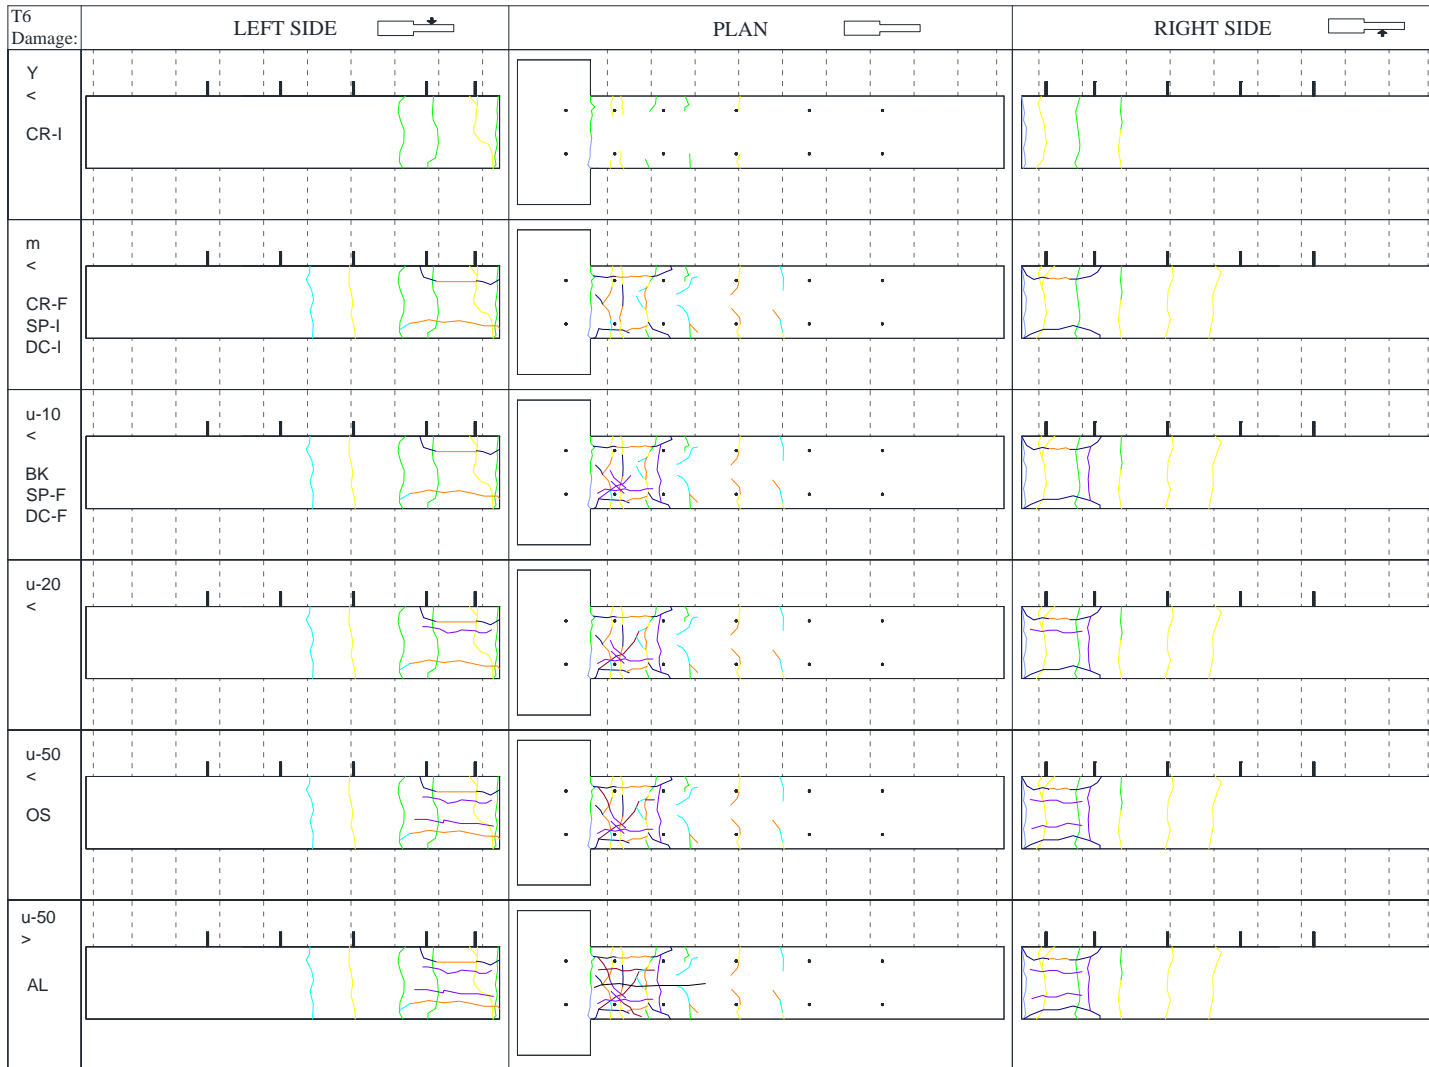 T6
Damage:
LEFT SIDE
PLAN
RIGHT SIDE
Y
<
CR-I
m
<
CR-F
SP-I
DC-I
u-10
<
BK
SP-F
DC-F
u-20
<
u-50
<
OS
u-50
>
AL